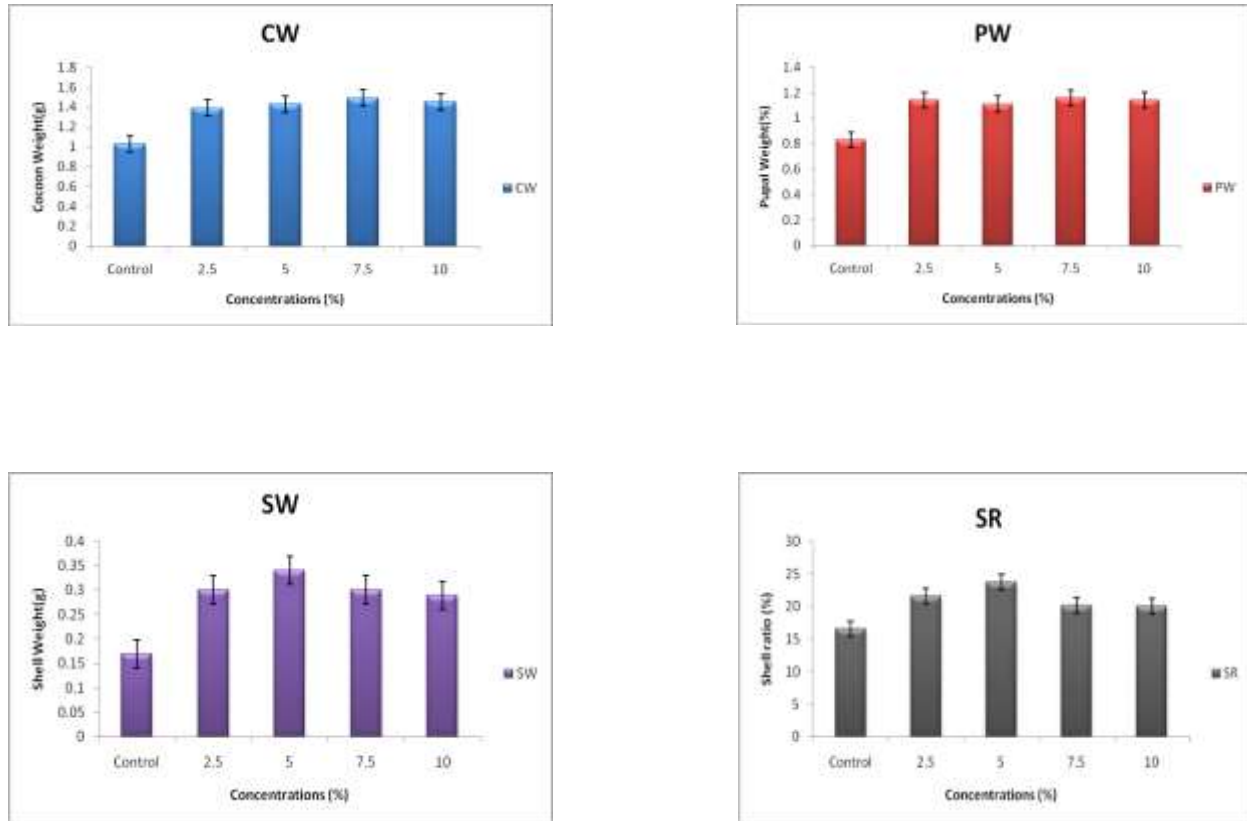 CW
1.8
1.6
1.4
1.2
1
0.8
0.6
0.4
0.2
0
Cocoon Weight(g)
Control 2.5 5 7.5 10
Concentrations (%)
CW
PW
1.4
1.2
1
0.8
0.6
0.4
0.2
0
Pupal Weight(%)
Control 2.5 5 7.5 10
Concentrations (%)
PW
SW
0.4
0.35
0.3
0.25
0.2
0.15
0.1
0.05
0
Shell Weight(g)
Control 2.5 5 7.5 10
Concentrations (%)
SW
SR
30
25
20
15
10
5
0
Shell ratio (%)
Control 2.5 5 7.5 10
Concentrations (%)
SR